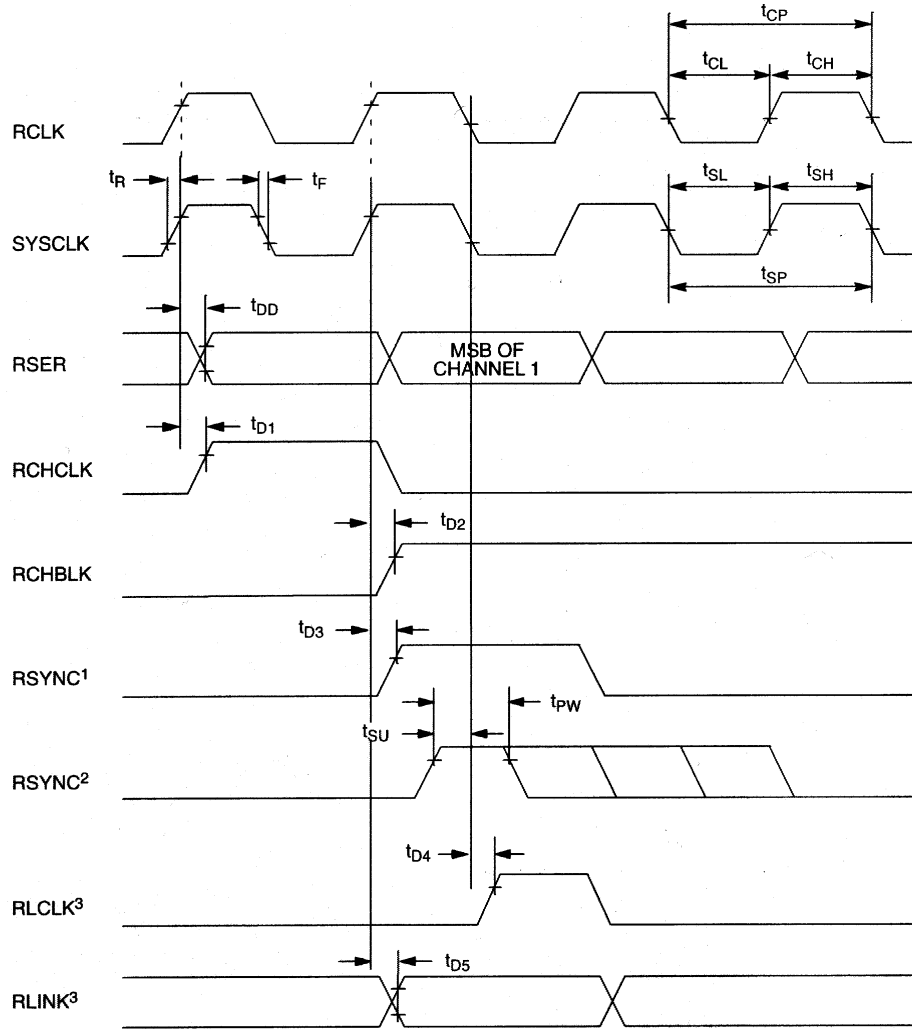 tCP
tCL tCH
RCLK
tR tF tSL tSH
SYSCLK
tSP
tDD
RSER MSB OF
CHANNEL 1
tD1
RCHCLK
tD2
RCHBLK
tD3
RSYNC1
tPW
tSU
RSYNC2
tD4
RLCLK3
tD5
RLINK3